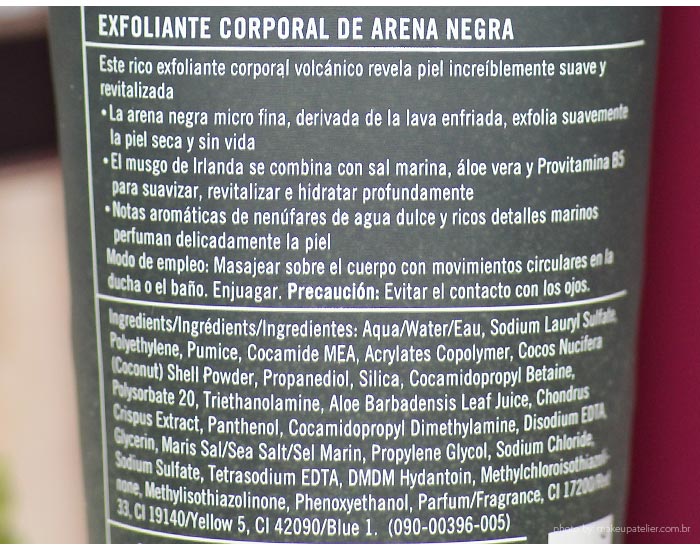 EXFOLIANTE CORPORAL DE ARENA NEGRA
Este rico exfoliante corporal volcánico revela piel increíblemente suave y
revitalizada
• La arena negra micro fina, derivada de la lava enfriada, exfolia suavemente
la piel seca y sin vida
• El musgo de Irlanda se combina con sal marina, áloe vera y Provitamina B5
para suavizar, revitalizar e hidratar profundamente
• Notas aromáticas de nenúfares de agua dulce y ricos detalles marinos
perfuman delicadamente la piel
Modo de empleo: Masajear sobre el cuerpo con movimientos circulares en la
ducha o el baño. Enjuagar. Precaución: Evitar el contacto con los ojos.
Ingredients/Ingrédients/Ingredientes: Aqua/Water/Eau, Sodium Lauryl Sulfate,
Polyethylene, Pumice, Cocamide MEA, Acrylates Copolymer, Cocos Nucifera
(Coconut) Shell Powder, Propanediol, Silica, Cocamidopropyl Betaine,
Polysorbate 20, Triethanolamine, Aloe Barbadensis Leaf Juice, Chondrus
Crispus Extract, Panthenol, Cocamidopropyl Dimethylamine, Disodium EDTA,
Glycerin, Maris Sal/Sea Salt/Sel Marin, Propylene Glycol, Sodium Chloride,
Sodium Sulfate, Tetrasodium EDTA, DMDM Hydantoin, Methylchloroisothiazoli-
none, Methylisothiazolinone, Phenoxyethanol, Parfum/Fragrance, CI 17200/Red
33, CI 19140/Yellow 5, CI 42090/Blue 1. (090-00396-005)
photo by: makeupatelier.com.br